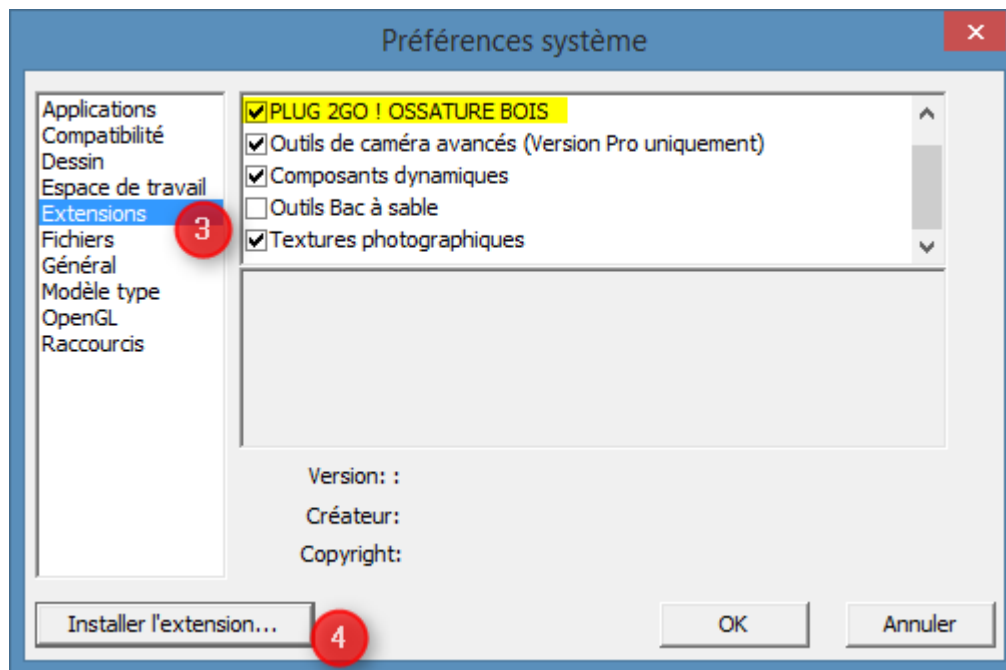 Préférences système
Applications
Compatibilité
Dessin
Espace de travail
Extensions
Fichiers
Général
Modèle type
OpenGL
Raccourcis
3
PLUG 2GO ! OSSATURE BOIS
Outils de caméra avancés (Version Pro uniquement)
Composants dynamiques
Outils Bac à sable
Textures photographiques
Version: :
Créateur:
Copyright:
Installer l'extension...
4
OK
Annuler